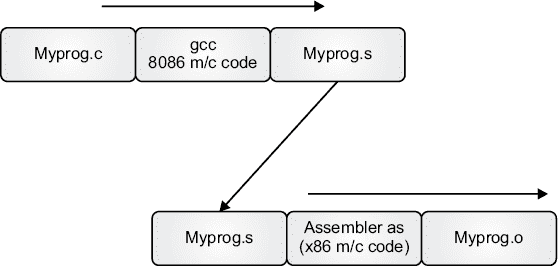 Myprog.c
gcc
8086 m/c code
Myprog.s
Myprog.s
Assembler as
(x86 m/c code)
Myprog.o